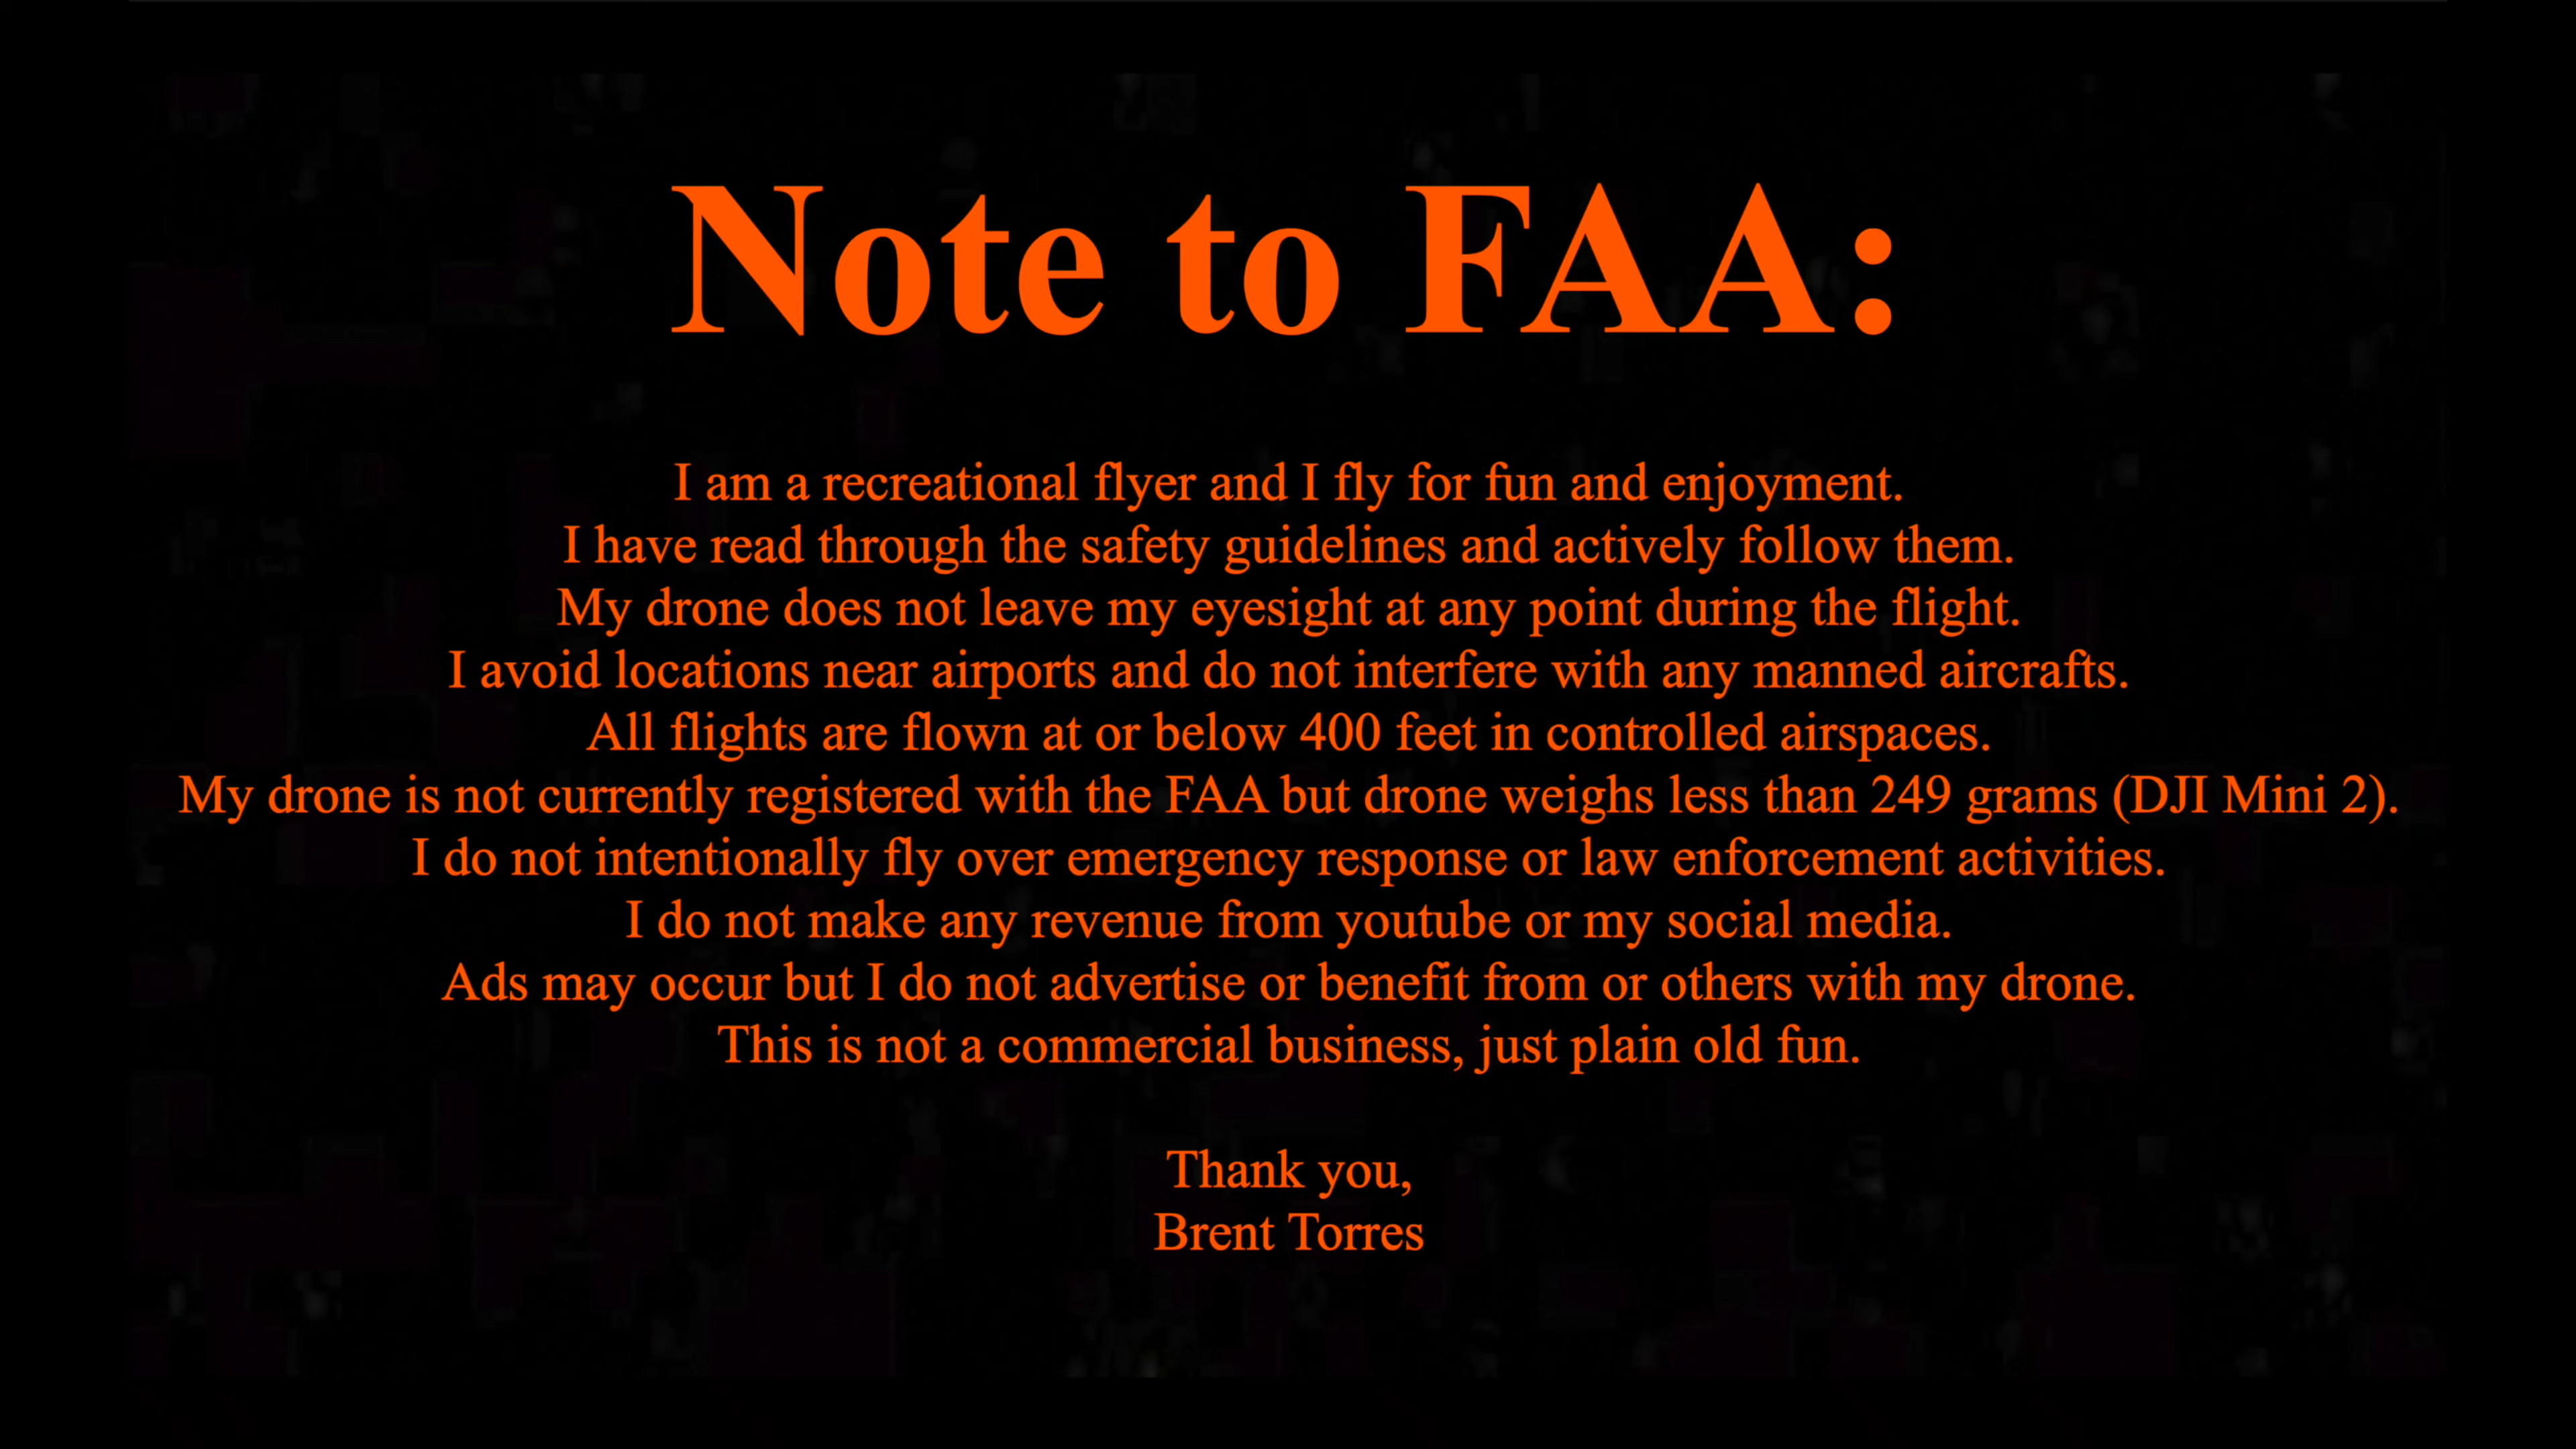 Note to FAA:
I am a recreational flyer and I fly for fun and enjoyment.
I have read through the safety guidelines and actively follow them.
My drone does not leave my eyesight at any point during the flight.
I avoid locations near airports and do not interfere with any manned aircrafts.
All flights are flown at or below 400 feet in controlled airspaces.
My drone is not currently registered with the FAA but drone weighs less than 249 grams (DJI Mini 2).
I do not intentionally fly over emergency response or law enforcement activities.
I do not make any revenue from youtube or my social media.
Ads may occur but I do not advertise or benefit from or others with my drone.
This is not a commercial business, just plain old fun.
Thank you,
Brent Torres